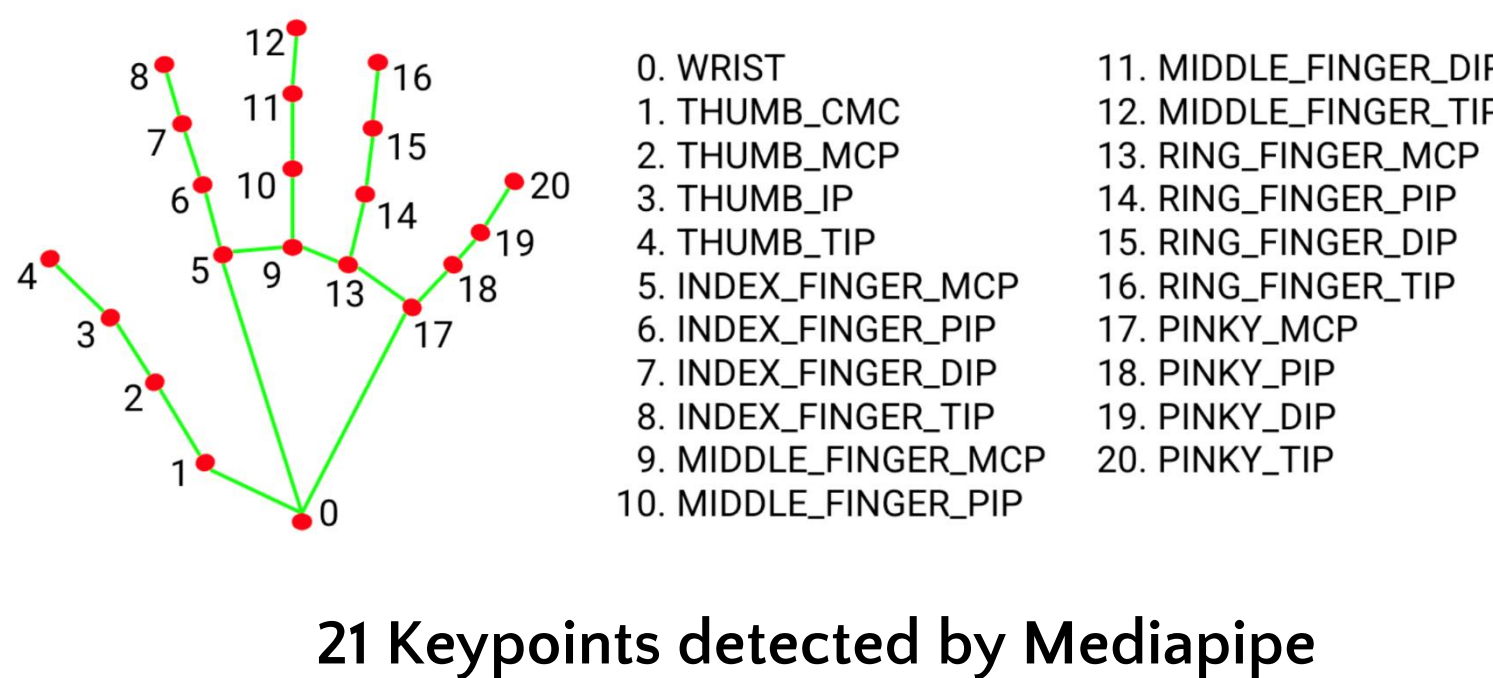 12
8
16
11
7
15
10
6
20
14
19
4
5
9
18
13
3
17
2
1
0
0. WRIST
1. THUMB_CMC
2. THUMB_MCP
3. THUMB_IP
4. THUMB_TIP
5. INDEX_FINGER_MCP
6. INDEX_FINGER_PIP
7. INDEX_FINGER_DIP
8. INDEX_FINGER_TIP
9. MIDDLE_FINGER_MCP
10. MIDDLE_FINGER_PIP
11. MIDDLE_FINGER_DIP
12. MIDDLE_FINGER_TIP
13. RING_FINGER_MCP
14. RING_FINGER_PIP
15. RING_FINGER_DIP
16. RING_FINGER_TIP
17. PINKY_MCP
18. PINKY_PIP
19. PINKY_DIP
20. PINKY_TIP
21 Keypoints detected by Mediapipe